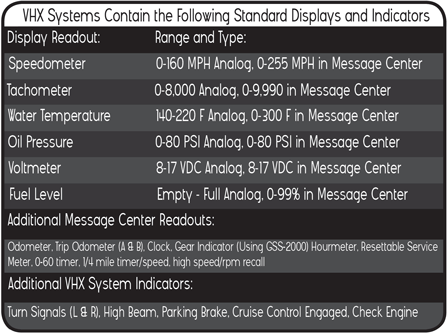 VHX Systems Contain the Following Standard Displays and Indicators
Display Readout: Range and Type:
Speedometer 0-160 MPH Analog, 0-255 MPH in Message Center
Tachometer 0-8,000 Analog, 0-9,990 in Message Center
Water Temperature 140-220 F Analog, 0-300 F in Message Center
Oil Pressure 0-80 PSI Analog, 0-80 PSI in Message Center
Voltmeter 8-17 VDC Analog, 8-17 VDC in Message Center
Fuel Level Empty - Full Analog, 0-99% in Message Center
Additional Message Center Readouts:
Odometer, Trip Odometer (A & B), Clock, Gear Indicator (Using GSS-2000) Hourmeter, Resettable Service
Meter, 0-60 timer, 1/4 mile timer/speed, high speed/rpm recall
Additional VHX System Indicators:
Turn Signals (L & R), High Beam, Parking Brake, Cruise Control Engaged, Check Engine